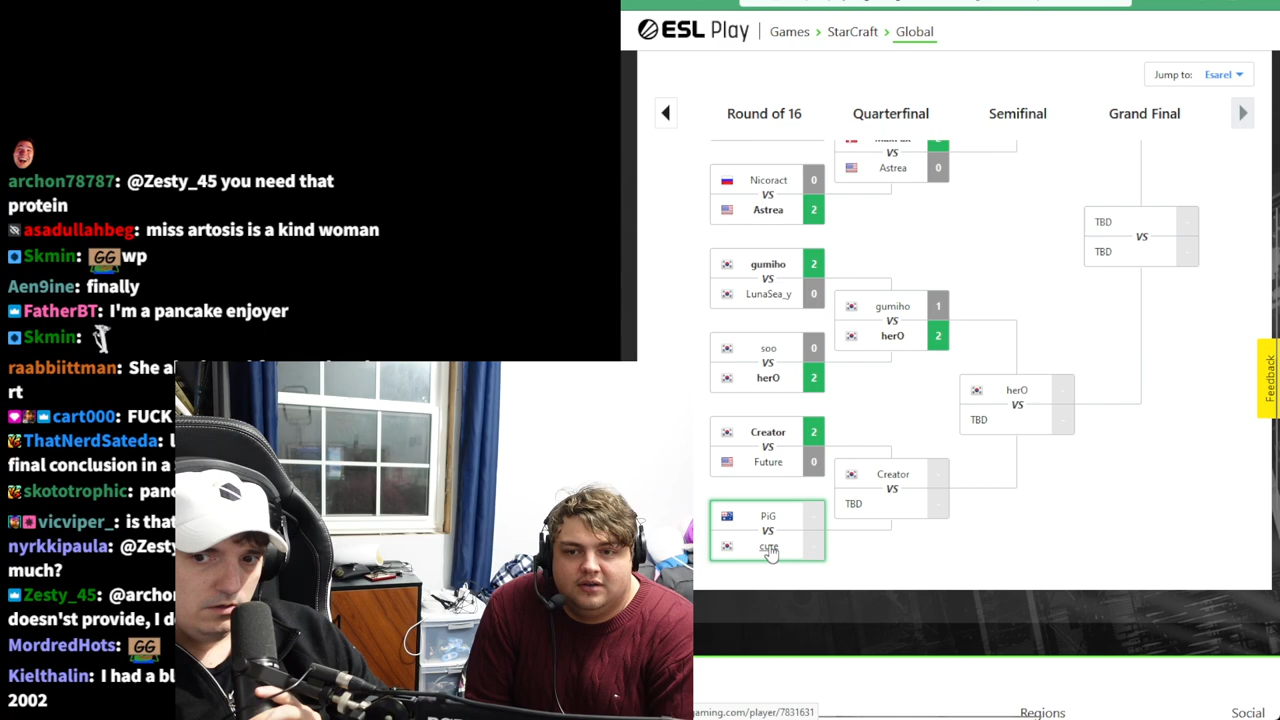 ESL Play
Games > StarCraft > Global
Jump to: Esarel
Round of 16
Quarterfinal
Semifinal
Grand Final
VS
Astrea 0
Nicoract 0
VS
Astrea 2
gumiho 2
VS
LunaSea_y 0
gumiho 1
VS
herO 2
soo 0
VS
herO 2
Creator 2
VS
Future 0
Creator
VS
TBD
PiG
VS
herO
VS
TBD
TBD
VS
TBD
Feedback
gaming.com/player/7831631
Regions
Social
archon78787: @Zesty_45 you need that
protein
asadullahbeg: miss artosis is a kind woman
Skmin: GG wp
Aen9ine: finally
FatherBT: I'm a pancake enjoyer
Skmin:
raabbiittman: She a
rt
cart000: FUCK
ThatNerdSateda:
final conclusion in a
skototrophic: pan
vicviper_: is that
nyrkkipaula: @Zesty
much?
Zesty_45: @archo
doesn'st provide, I d
MordredHots: GG
Kielthalin: I had a bl
2002